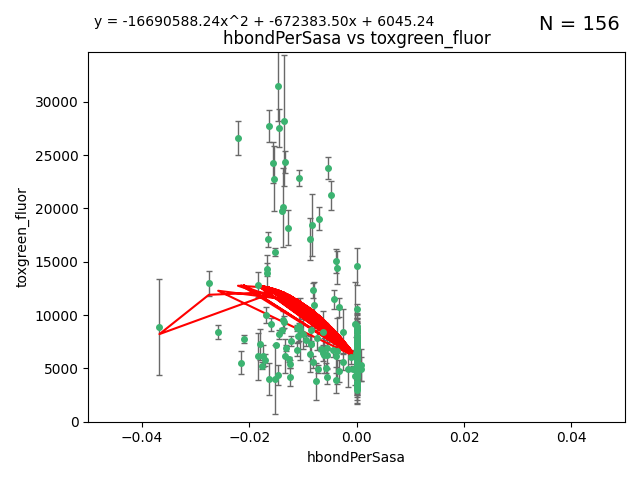 y = -16690588.24x^2 + -672383.50x + 6045.24
N = 156
hbondPerSasa vs toxgreen_fluor
toxgreen_fluor
30000
25000
20000
15000
10000
5000
0
−0.04
−0.02
0.00
0.02
0.04
hbondPerSasa